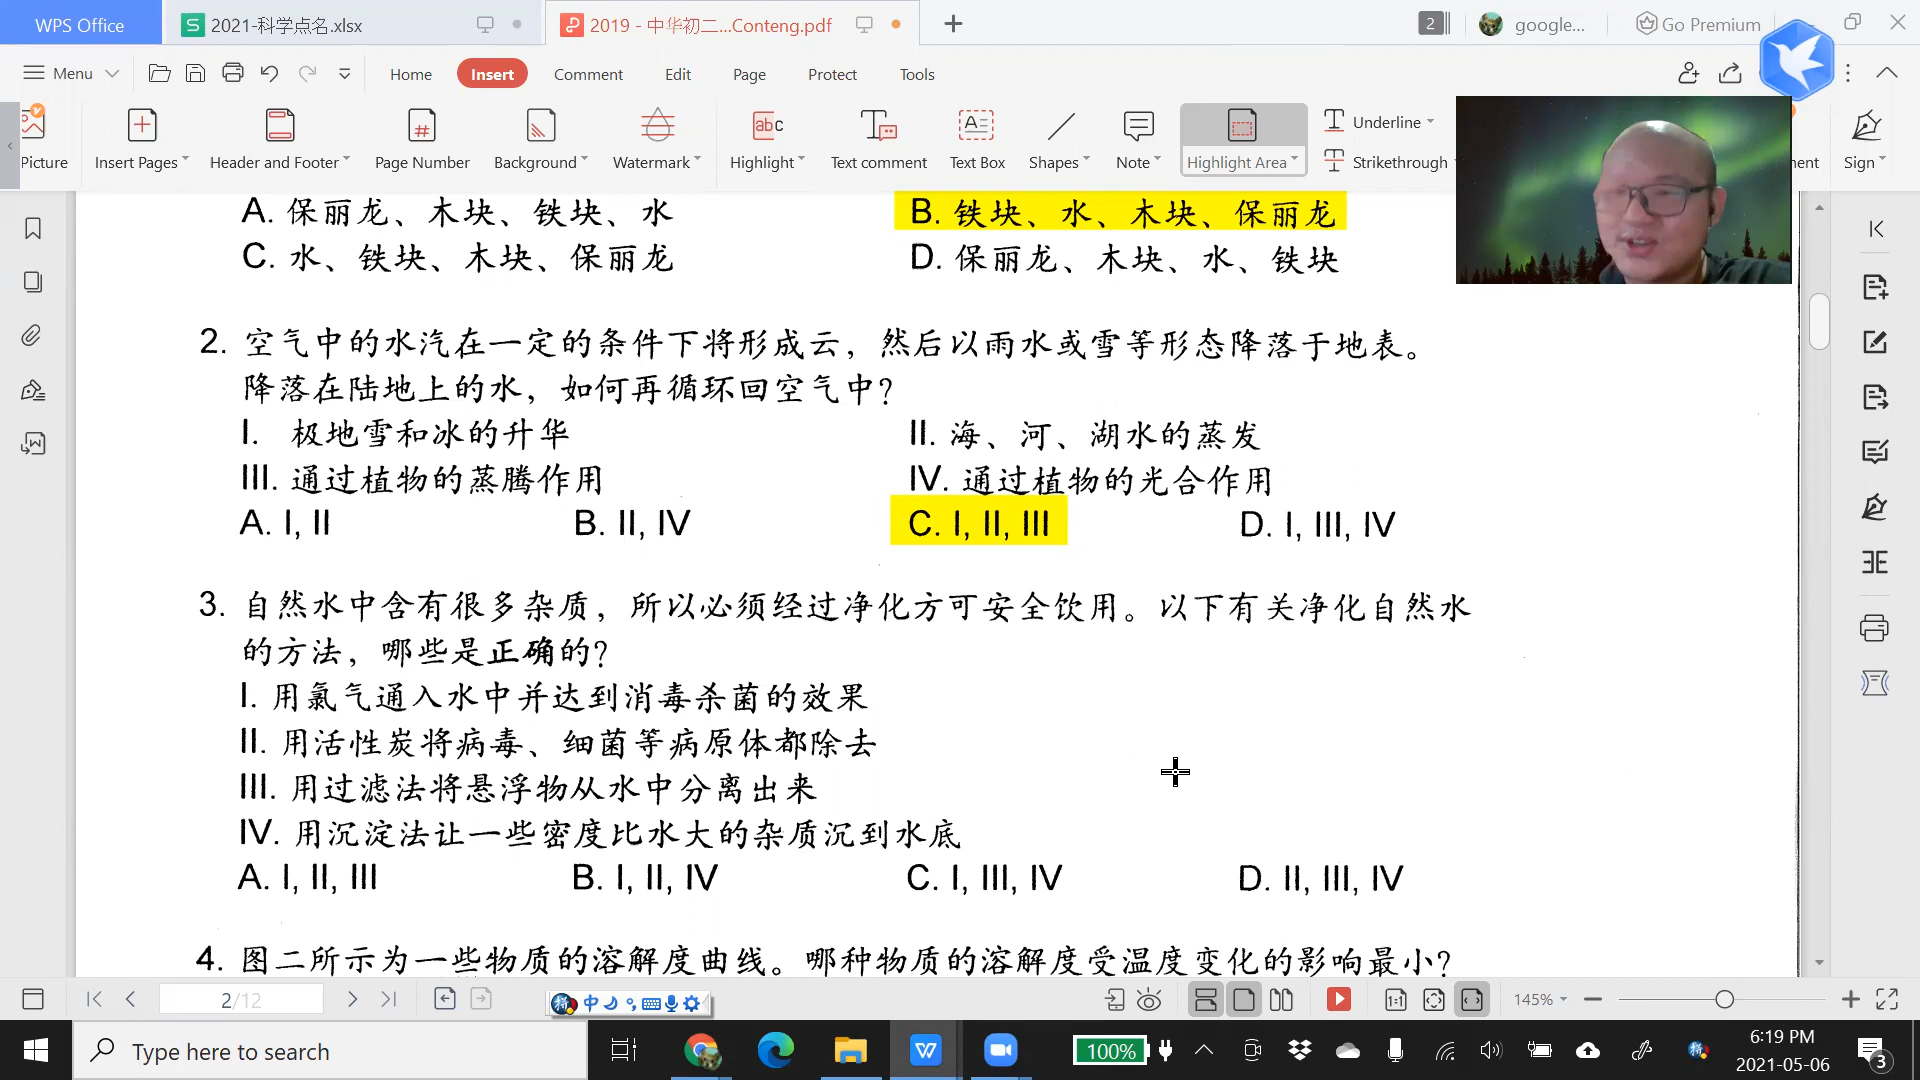 WPS Office
2021-科学点名.xlsx
2019 - 中华初二...Conteng.pdf
2
google...
Go Premium
Menu
Home
Insert
Comment
Edit
Page
Protect
Tools
Picture
Insert Pages
Header and Footer
Page Number
Background
Watermark
Highlight
Text comment
Text Box
Shapes
Note
Highlight Area
Underline
Strikethrough
Sign
A. 保丽龙、木块、铁块、水
B. 铁块、水、木块、保丽龙
C. 水、铁块、木块、保丽龙
D. 保丽龙、木块、水、铁块
2. 空气中的水汽在一定的条件下将形成云，然后以雨水或雪等形态降落于地表。
降落在陆地上的水，如何再循环回空气中？
I. 极地雪和冰的升华
II. 海、河、湖水的蒸发
III. 通过植物的蒸腾作用
IV. 通过植物的光合作用
A. I, II
B. II, IV
C. I, II, III
D. I, III, IV
3. 自然水中含有很多杂质，所以必须经过净化方可安全饮用。以下有关净化自然水
的方法，哪些是正确的？
I. 用氯气通入水中并达到消毒杀菌的效果
II. 用活性炭将病毒、细菌等病原体都除去
III. 用过滤法将悬浮物从水中分离出来
IV. 用沉淀法让一些密度比水大的杂质沉到水底
A. I, II, III
B. I, II, IV
C. I, III, IV
D. II, III, IV
4. 图二所示为一些物质的溶解度曲线。哪种物质的溶解度受温度变化的影响最小？
2/12
中
145%
Type here to search
100%
6:19 PM
2021-05-06
3